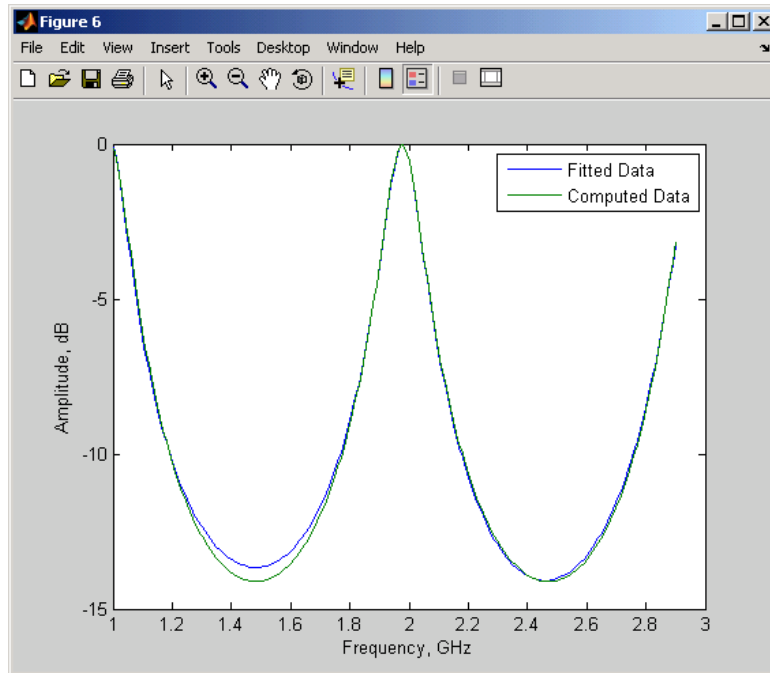 Figure 6
File Edit View Insert Tools Desktop Window Help
Fitted Data
Computed Data
0
-5
-10
-15
Amplitude, dB
1 1.2 1.4 1.6 1.8 2 2.2 2.4 2.6 2.8 3
Frequency, GHz